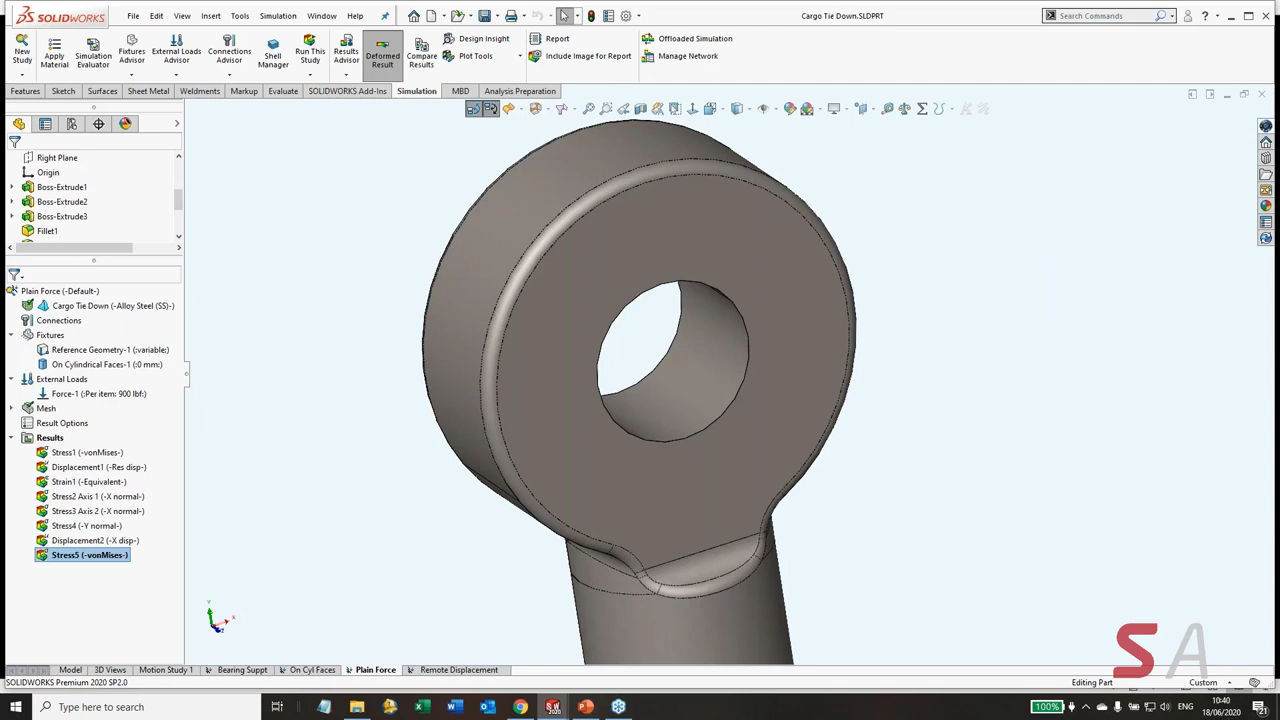 SOLIDWORKS File Edit View Insert Tools Simulation Window Help Cargo Tie Down.SLDPRT Search Commands ?
New Study Apply Material Simulation Evaluator Fixtures Advisor External Loads Advisor Connections Advisor Shell Manager Run This Study Results Advisor Deformed Result Compare Results
Design Insight Report Offloaded Simulation
Plot Tools Include Image for Report Manage Network
Features Sketch Sheet Metal Surfaces Weldments Markup Evaluate SOLIDWORKS Add-Ins Simulation MBD Analysis Preparation
Right Plane
Origin
Boss-Extrude1
Boss-Extrude2
Boss-Extrude3
Fillet1
Plain Force (-Default-)
Cargo Tie Down (-Alloy Steel (SS)-)
Connections
Fixtures
Reference Geometry-1 (:variable:)
On Cylindrical Faces-1 (:0 mm:)
External Loads
Force-1 (:Per item: 900 lbf:)
Mesh
Result Options
Results
Stress1 (-vonMises-)
Displacement1 (-Res disp-)
Strain1 (-Equivalent-)
Stress2 Axis 1 (-X normal-)
Stress3 Axis 2 (-X normal-)
Stress4 (-Y normal-)
Displacement2 (-X disp-)
Stress5 (-vonMises-)
Y X Z
SA
Model 3D Views Motion Study 1 Bearing Suppt On Cyl Faces Plain Force Remote Displacement
SOLIDWORKS Premium 2020 SP2.0 Editing Part Custom
Type here to search 100% 10:40
18/06/2020 21